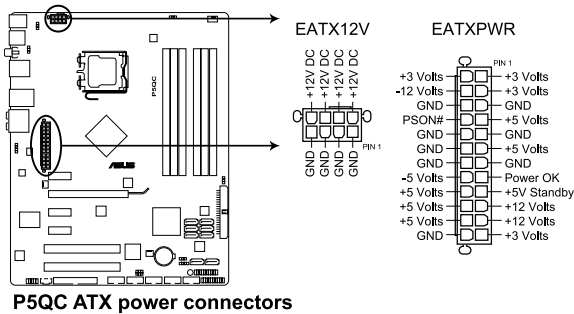 EATX12V
EATXPWR
+12V DC
+12V DC
+12V DC
+12V DC
GND
GND
GND
GND
PIN 1
PIN 1
+3 Volts +3 Volts
-12 Volts +3 Volts
GND GND
PSON# +5 Volts
GND GND
GND +5 Volts
GND GND
-5 Volts Power OK
+5 Volts +5V Standby
+5 Volts +12 Volts
+5 Volts +12 Volts
GND +3 Volts
P5QC
ASUS
P5QC ATX power connectors